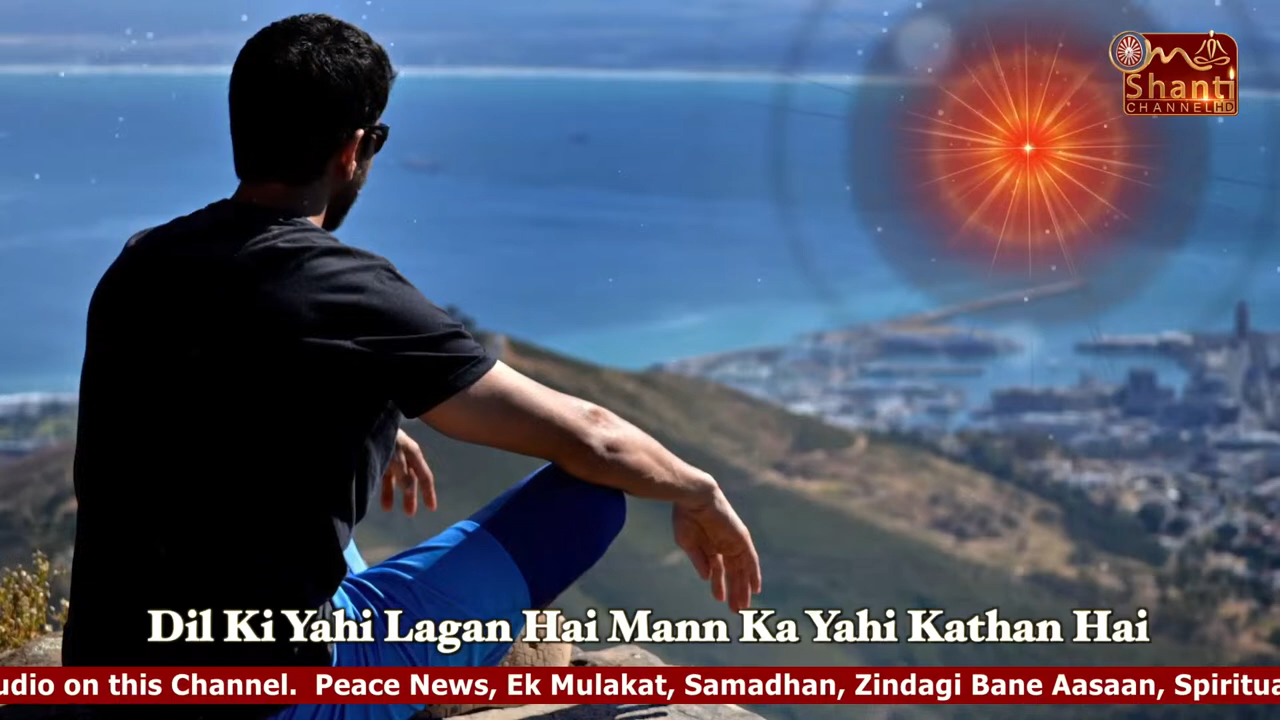 Om
Shanti
CHANNEL HD
Dil Ki Yahi Lagan Hai Mann Ka Yahi Kathan Hai
udio on this Channel. Peace News, Ek Mulakat, Samadhan, Zindagi Bane Aasaan, Spiritua